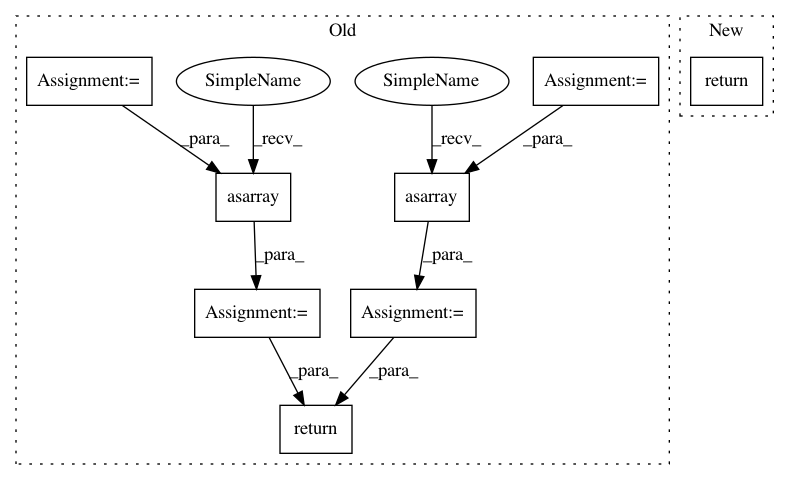 Old
New
Assignment:=
SimpleName
SimpleName
Assignment:=
return
_para_
_recv_
_recv_
_para_
asarray
asarray
_para_
_para_
Assignment:=
Assignment:=
_para_
_para_
return